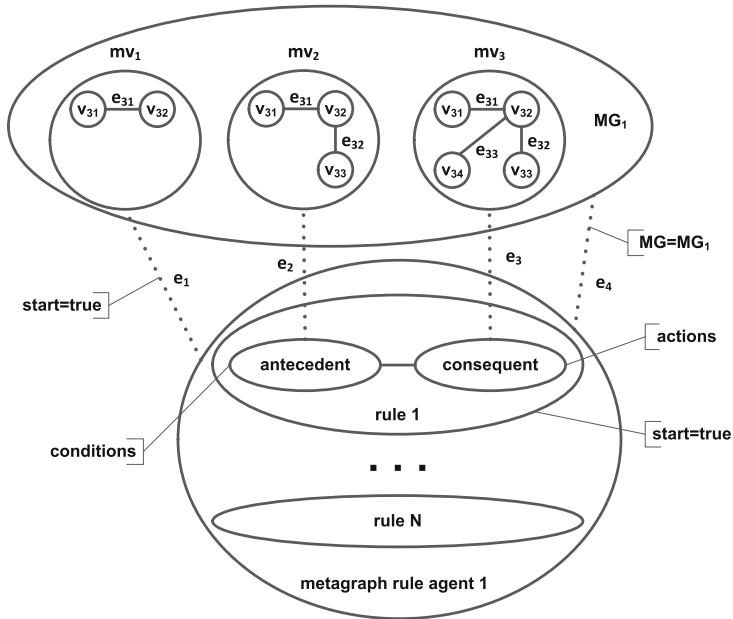 mv₁ mv₂ mv₃
v₃₁ e₃₁ v₃₂ v₃₁ e₃₁ v₃₂ v₃₁ e₃₁ v₃₂
MG₁
e₃₂ e₃₃ e₃₂
v₃₃ v₃₄ v₃₃
MG=MG₁
e₁ e₂ e₃ e₄
start=true
actions
antecedent consequent
rule 1
start=true
conditions
. . .
rule N
metagraph rule agent 1